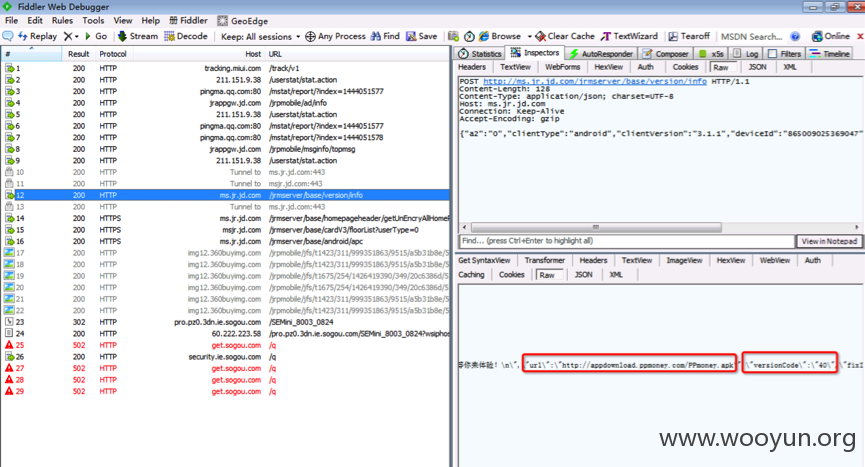 Fiddler Web Debugger
File Edit Rules Tools View Help Fiddler GeoEdge
Replay Go Stream Decode Keep: All sessions Any Process Find Save Browse Clear Cache TextWizard Tearoff MSDN Search... Online
# Result Protocol Host URL
1 200 HTTP tracking.miui.com /track/v1
2 200 HTTP 211.151.9.38 /userstat/stat.action
3 200 HTTP pingma.qq.com:80 /mstat/report/?index=1444051577
4 200 HTTP jrappgw.jd.com /jrpmobile/ad/info
5 200 HTTP 211.151.9.38 /userstat/stat.action
6 200 HTTP pingma.qq.com:80 /mstat/report/?index=1444051577
7 200 HTTP pingma.qq.com:80 /mstat/report/?index=1444051578
8 200 HTTP jrappgw.jd.com /jrpmobile/msginfo/topmsg
9 200 HTTP 211.151.9.38 /userstat/stat.action
10 200 HTTP Tunnel to ms.jr.jd.com:443
11 200 HTTP Tunnel to msjr.jd.com:443
12 200 HTTP ms.jr.jd.com /jrmserver/base/version/info
13 200 HTTP Tunnel to ms.jr.jd.com:443
14 200 HTTPS ms.jr.jd.com /jrmserver/base/homepageheader/getUnEncryAllHomeP
15 200 HTTPS msjr.jd.com /jrmserver/base/cardV3/floorList?userType=0
16 200 HTTPS ms.jr.jd.com /jrmserver/base/android/apc
17 200 HTTP img12.360buyimg.com /jrpmobile/jfs/t1423/311/999351863/9515/a5b31b8e/5
18 200 HTTP img12.360buyimg.com /jrpmobile/jfs/t1423/311/999351863/9515/a5b31b8e/5
19 200 HTTP img12.360buyimg.com /jrpmobile/jfs/t1675/254/1426419390/349/20c6386d/5
20 200 HTTP img12.360buyimg.com /jrpmobile/jfs/t1675/254/1426419390/349/20c6386d/5
21 200 HTTP img12.360buyimg.com /jrpmobile/jfs/t1423/311/999351863/9515/a5b31b8e/5
22 200 HTTP img12.360buyimg.com /jrpmobile/jfs/t1423/311/999351863/9515/a5b31b8e/5
23 302 HTTP pro.pz0.3dn.ie.sogou.com /SEMini_8003_0824
24 200 HTTP 60.222.223.58 /pro.pz0.3dn.ie.sogou.com/SEMini_8003_0824?wsiphos
25 502 HTTP get.sogou.com /q
26 200 HTTP security.ie.sogou.com /q
27 502 HTTP get.sogou.com /q
28 502 HTTP get.sogou.com /q
29 502 HTTP get.sogou.com /q
Statistics Inspectors AutoResponder Composer x5s Log Filters Timeline
Headers TextView WebForms HexView Auth Cookies Raw JSON XML
POST http://ms.jr.jd.com/jrmserver/base/version/info HTTP/1.1
Content-Length: 128
Content-Type: application/json; charset=UTF-8
Host: ms.jr.jd.com
Connection: Keep-Alive
Accept-Encoding: gzip
{"a2":"0","clientType":"android","clientVersion":"3.1.1","deviceId":"865009025369047"
Find... (press Ctrl+Enter to highlight all) View in Notepad
Get SyntaxView Transformer Headers TextView ImageView HexView WebView Auth
Caching Cookies Raw JSON XML
等你来体验！\n\", \"url\":\"http://appdownload.ppmoney.com/PPmoney.apk\" \"versionCode\":\"40\"
www.wooyun.org